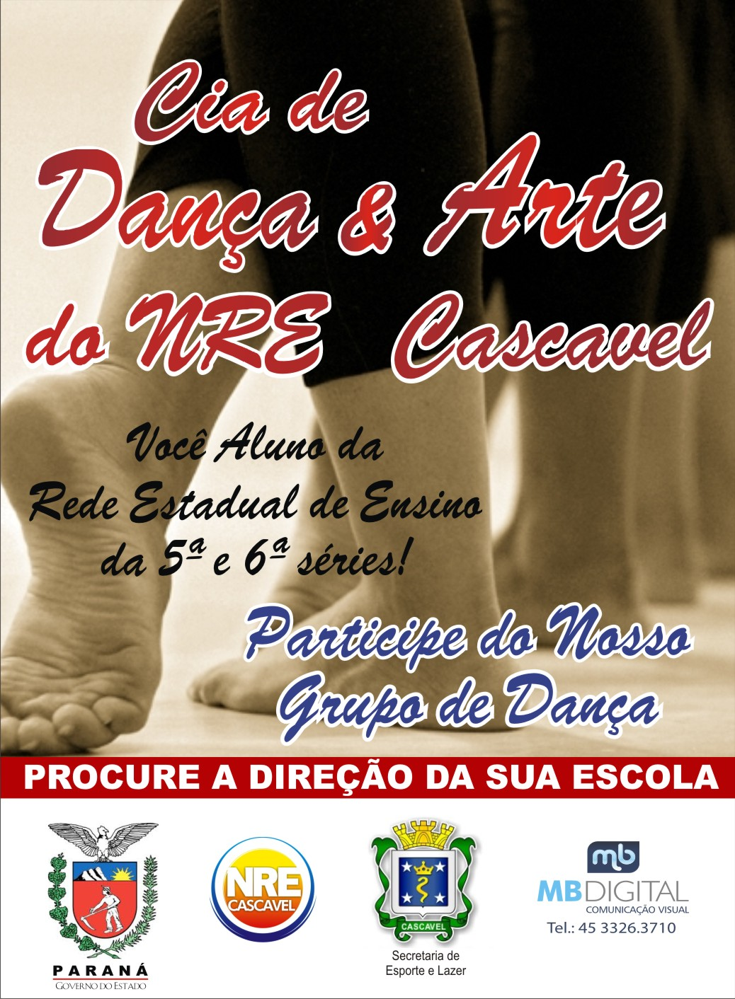 Cia de
Dança & Arte
do NRE Cascavel
Você Aluno da
Rede Estadual de Ensino
da 5ª e 6ª séries!
Participe do Nosso
Grupo de Dança
PROCURE A DIREÇÃO DA SUA ESCOLA
PARANÁ
GOVERNO DO ESTADO
NRE
CASCAVEL
CASCAVEL
Secretaria de
Esporte e Lazer
mb
MBDIGITAL
COMUNICAÇÃO VISUAL
Tel.: 45 3326.3710